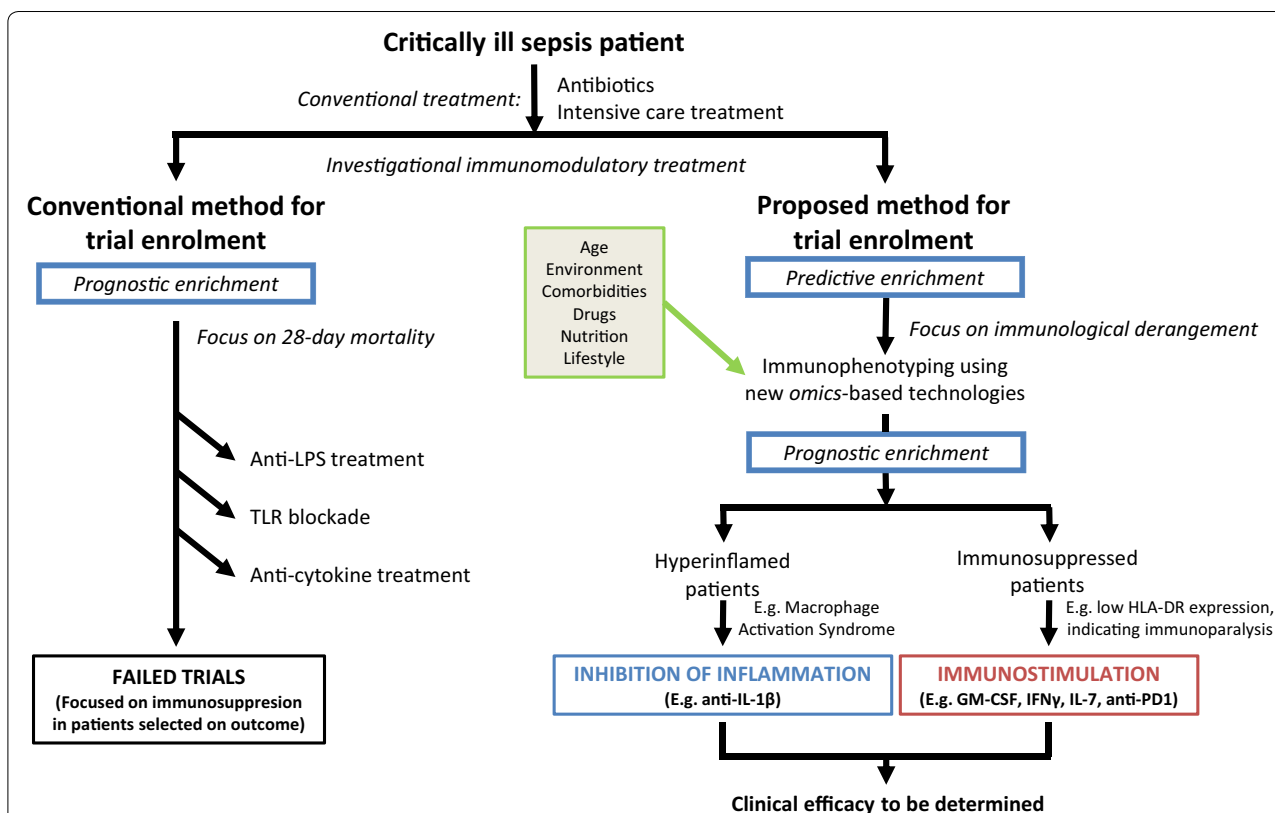 Critically ill sepsis patient
Conventional treatment:
Antibiotics
Intensive care treatment
Investigational immunomodulatory treatment
Conventional method for
trial enrolment
Prognostic enrichment
Focus on 28-day mortality
Anti-LPS treatment
TLR blockade
Anti-cytokine treatment
FAILED TRIALS
(Focused on immunosuppresion
in patients selected on outcome)
Proposed method for
trial enrolment
Predictive enrichment
Focus on immunological derangement
Age
Environment
Comorbidities
Drugs
Nutrition
Lifestyle
Immunophenotyping using
new omics-based technologies
Prognostic enrichment
Hyperinflamed
patients
E.g. Macrophage
Activation Syndrome
INHIBITION OF INFLAMMATION
(E.g. anti-IL-1β)
Immunosuppressed
patients
E.g. low HLA-DR expression,
indicating immunoparalysis
IMMUNOSTIMULATION
(E.g. GM-CSF, IFNγ, IL-7, anti-PD1)
Clinical efficacy to be determined